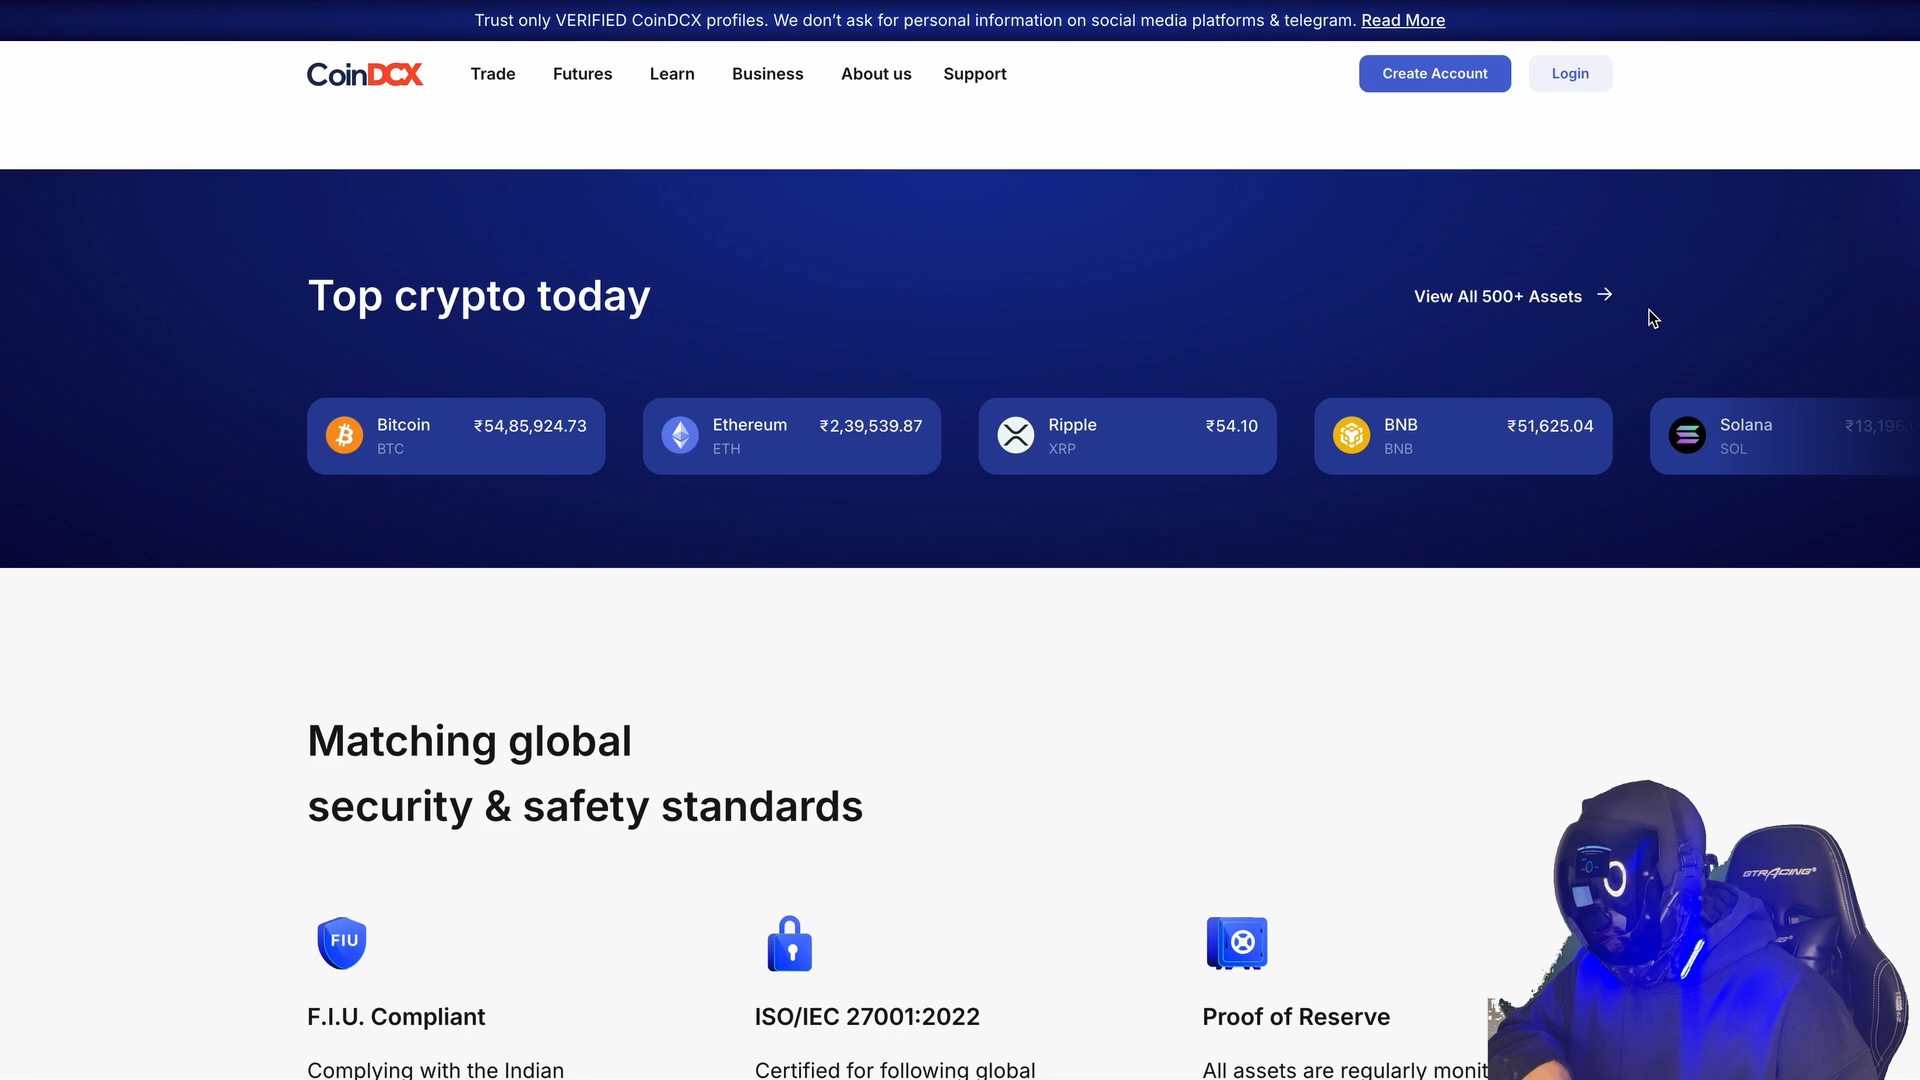 Trust only VERIFIED CoinDCX profiles. We don’t ask for personal information on social media platforms & telegram. Read More
CoinDCX Trade Futures Learn Business About us Support Create Account Login
Top crypto today
View All 500+ Assets →
Bitcoin ₹54,85,924.73
BTC
Ethereum ₹2,39,539.87
ETH
Ripple ₹54.10
XRP
BNB ₹51,625.04
BNB
Solana ₹13,196.0
SOL
Matching global
security & safety standards
FIU
F.I.U. Compliant
Complying with the Indian
ISO/IEC 27001:2022
Certified for following global
Proof of Reserve
All assets are regularly monit
GTRACING